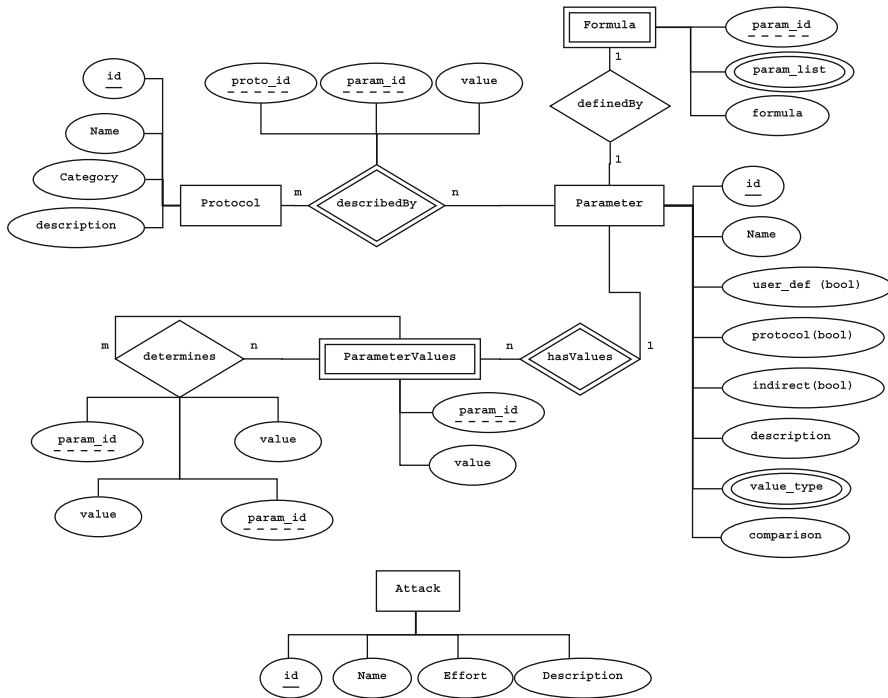 Formula
param_id
1
param_list
id
proto_id
param_id
value
definedBy
formula
Name
1
Category
id
m
n
Protocol
describedBy
Parameter
description
Name
user_def (bool)
m
n
n
1
protocol(bool)
determines
ParameterValues
hasValues
indirect(bool)
param_id
param_id
value
description
value
value_type
value
param_id
comparison
Attack
id
Name
Effort
Description